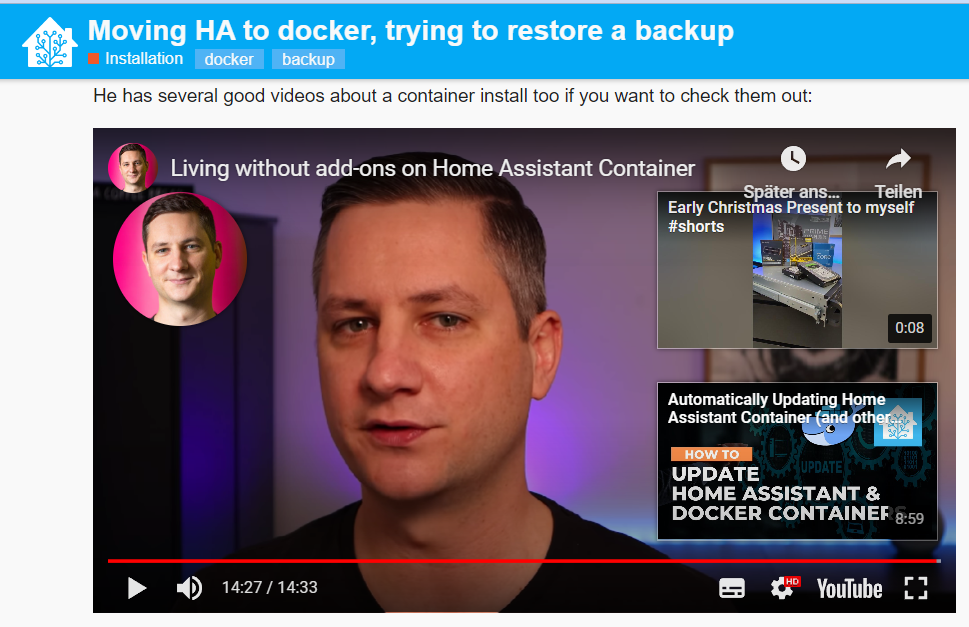 Moving HA to docker, trying to restore a backup
Installation docker backup
He has several good videos about a container install too if you want to check them out:
Living without add-ons on Home Assistant Container
Später ans... Teilen
Early Christmas Present to myself
#shorts
0:08
Automatically Updating Home
Assistant Container (and other
HOW TO
UPDATE
UPDATE
HOME ASSISTANT &
DOCKER CONTAINERS
8:59
14:27 / 14:33
HD
YouTube